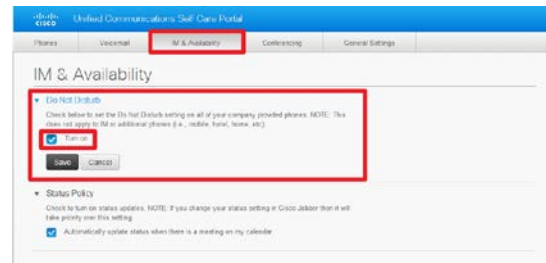 cisco Unified Communications Self Care Portal
Phones Voicemail IM & Availability Conferencing General Settings
IM & Availability
Do Not Disturb
Check below to set the Do Not Disturb setting on all of your company provided phones. NOTE: This
does not apply to IM or additional phones (i.e., mobile, hotel, home, etc).
Turn on
Save Cancel
Status Policy
Check to turn on status updates. NOTE: If you change your status setting in Cisco Jabber then it will
take priority over this setting.
Automatically update status when there is a meeting on my calendar